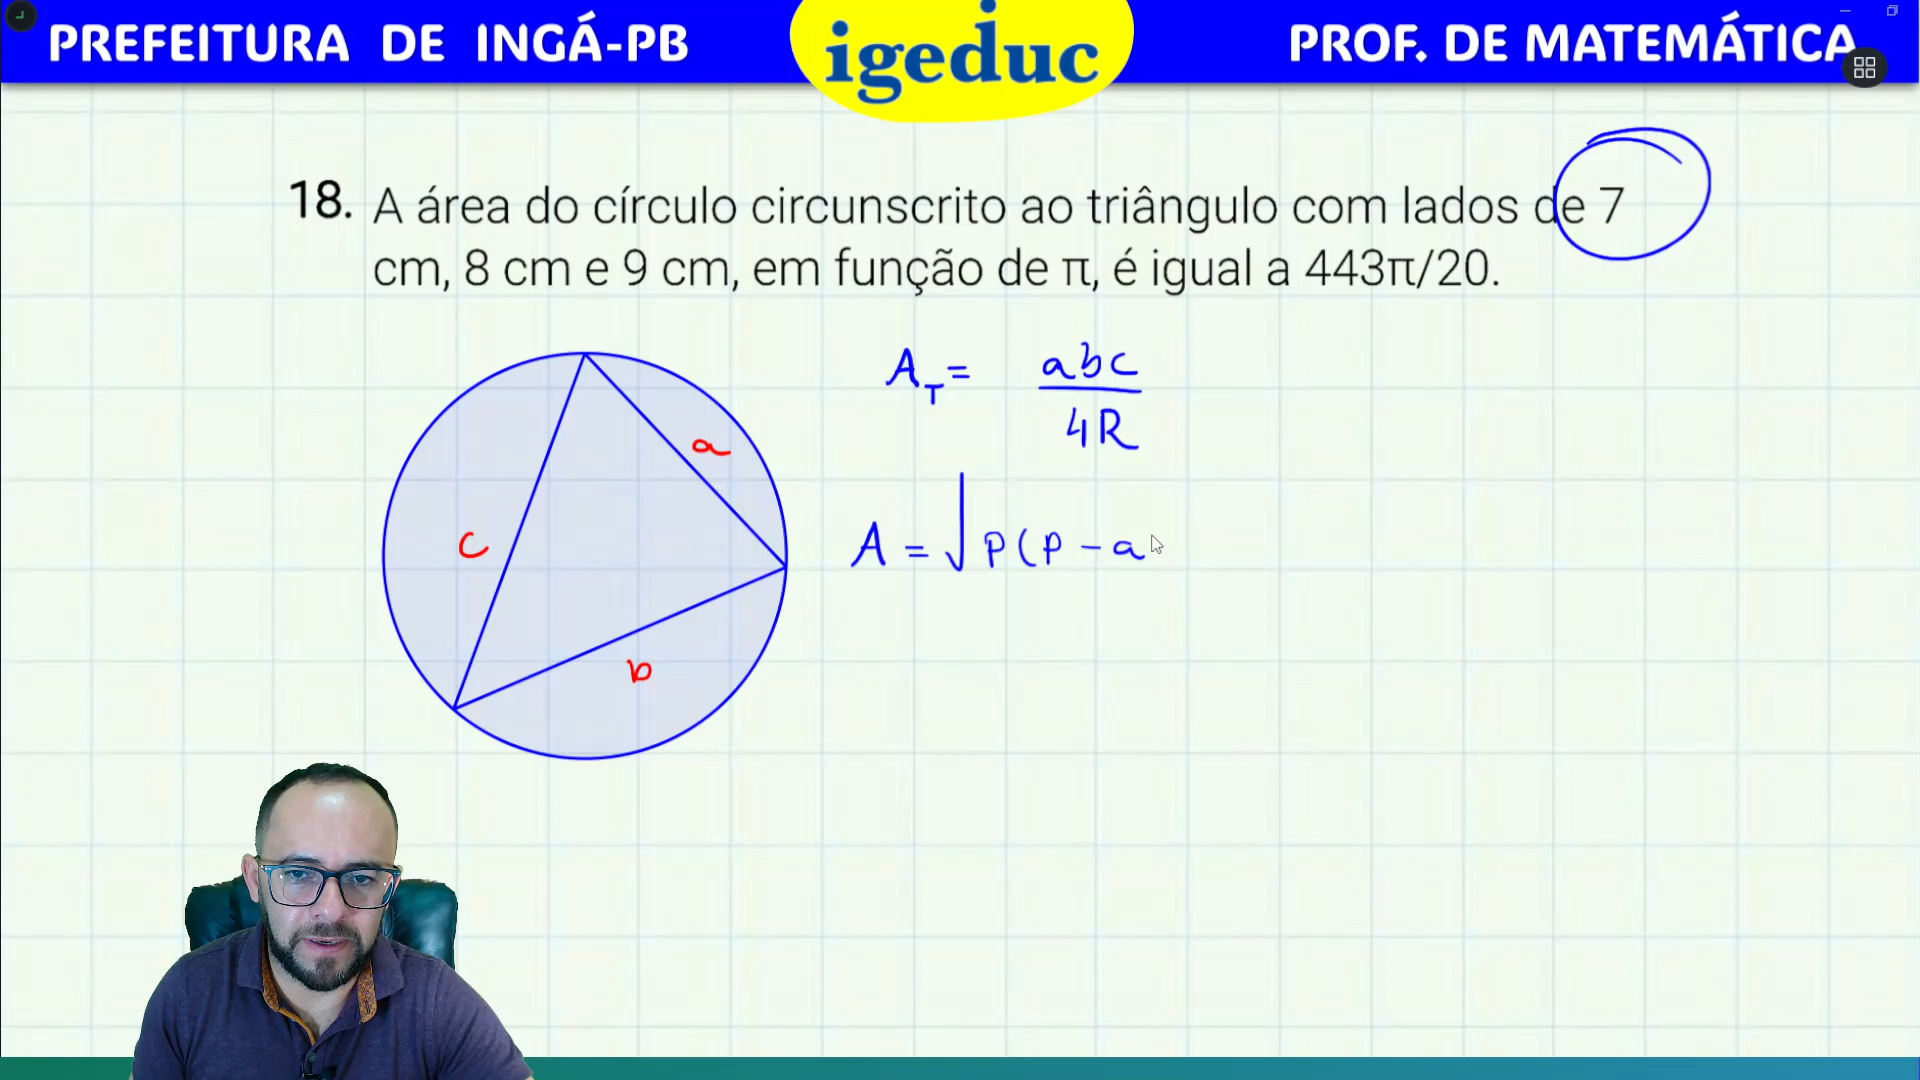 PREFEITURA DE INGÁ-PB
igeduc
PROF. DE MATEMÁTICA
18. A área do círculo circunscrito ao triângulo com lados de 7
cm, 8 cm e 9 cm, em função de π, é igual a 443π/20.
A_T = abc / 4R
a
c
A = √p(p - a
b